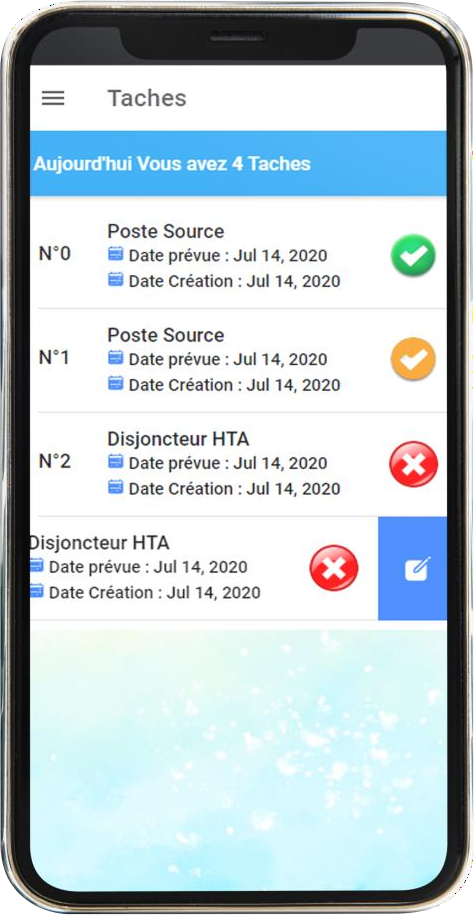 Taches
Aujourd'hui Vous avez 4 Taches
Poste Source
N°0
Date prévue : Jul 14, 2020
Date Création : Jul 14, 2020
Poste Source
N°1
Date prévue : Jul 14, 2020
Date Création : Jul 14, 2020
Disjoncteur HTA
N°2
Date prévue : Jul 14, 2020
Date Création : Jul 14, 2020
Disjoncteur HTA
Date prévue : Jul 14, 2020
Date Création : Jul 14, 2020